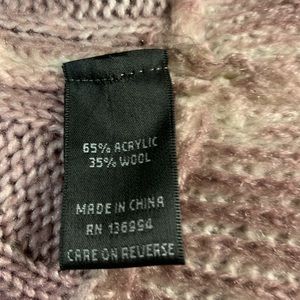 65% ACRYLIC
35% WOOL
MADE IN CHINA
RN 136994
CARE ON REVERSE